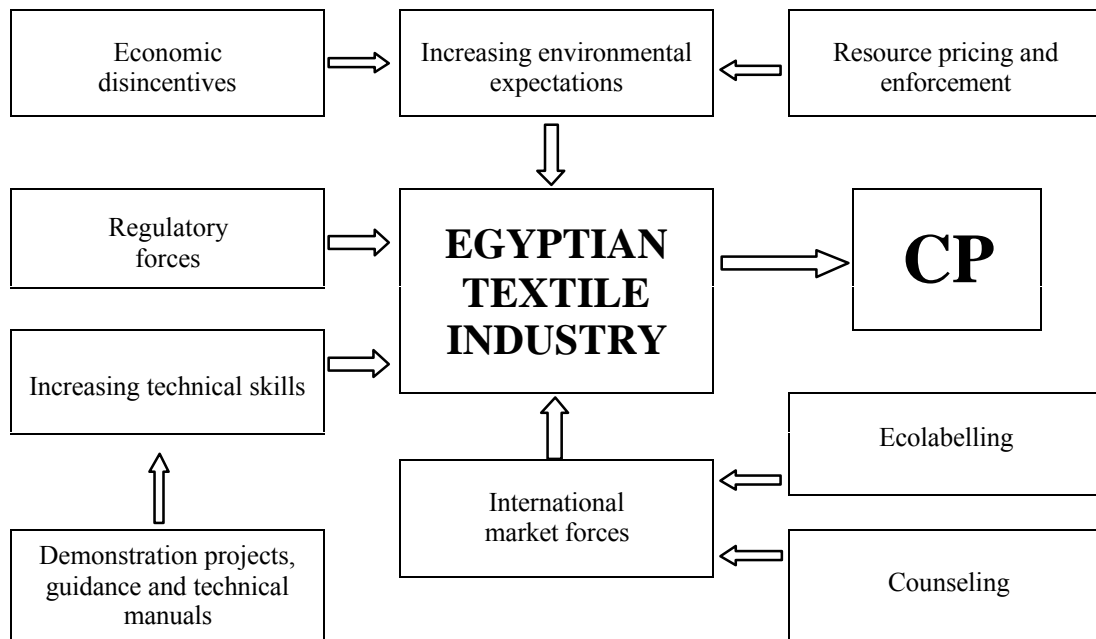 Economic
disincentives
Increasing environmental
expectations
Resource pricing and
enforcement
Regulatory
forces
EGYPTIAN
TEXTILE
INDUSTRY
CP
Increasing technical skills
Ecolabelling
International
market forces
Demonstration projects,
guidance and technical
manuals
Counseling